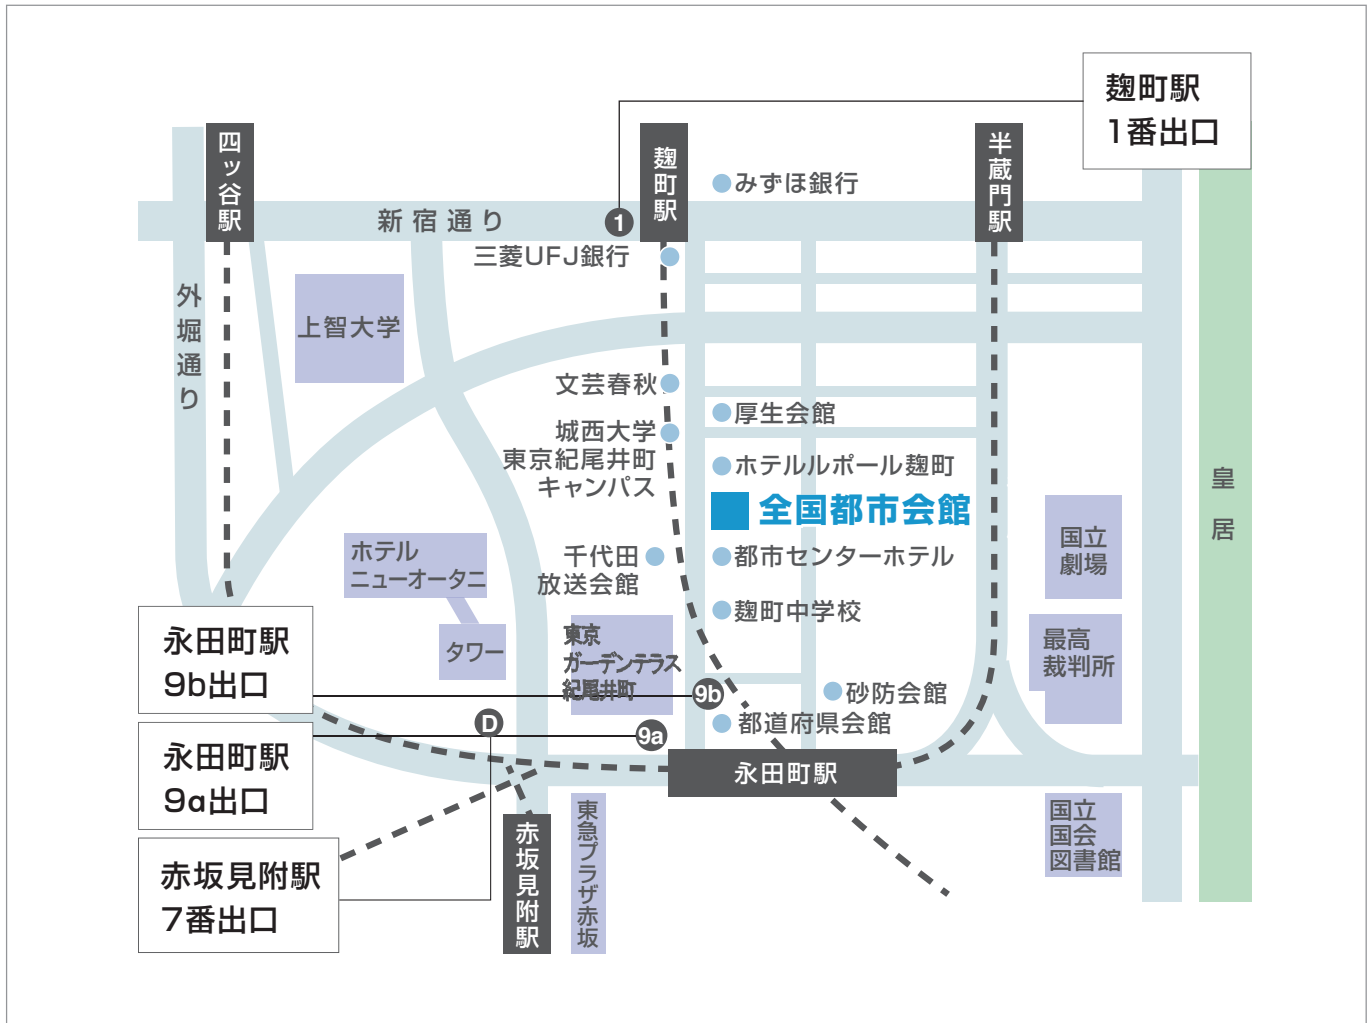 麹町駅
1番出口
四ッ谷駅
麹町駅
半蔵門駅
みずほ銀行
新宿通り
1
三菱UFJ銀行
外堀通り
上智大学
文芸春秋
厚生会館
城西大学
東京紀尾井町
キャンパス
ホテルルポール麹町
全国都市会館
皇居
国立
劇場
ホテル
ニューオータニ
千代田
放送会館
都市センターホテル
麹町中学校
タワー
東京
ガーデンテラス
紀尾井町
最高
裁判所
永田町駅
9b出口
9b
砂防会館
都道府県会館
D
9a
永田町駅
9a出口
永田町駅
赤坂見附駅
7番出口
赤坂見附駅
東急プラザ赤坂
国立
国会
図書館